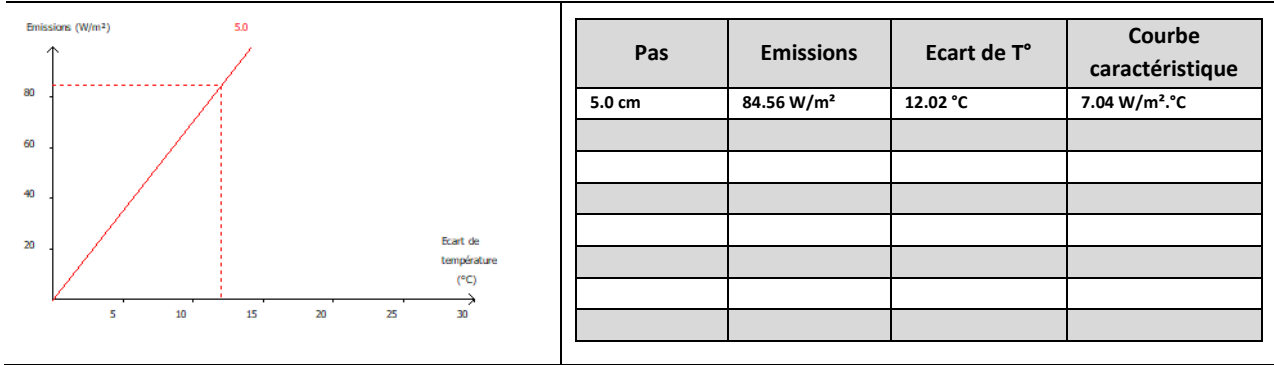 Emissions (W/m²)
5.0
80
60
40
20
Ecart de
température
(°C)
5 10 15 20 25 30
Pas Emissions Ecart de T° Courbe caractéristique
5.0 cm 84.56 W/m² 12.02 °C 7.04 W/m².°C